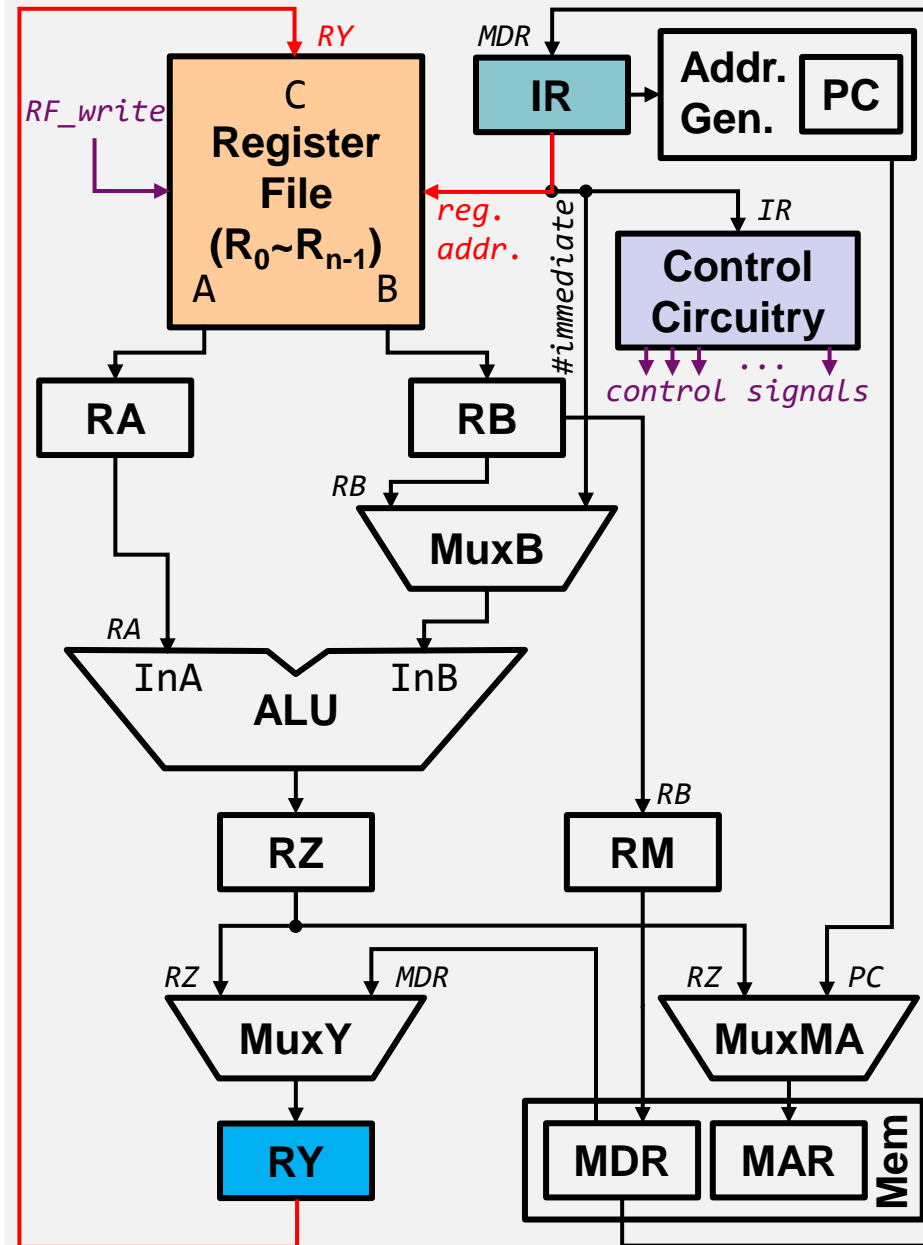 RY
MDR
IR
Addr.
Gen.
PC
C
Register
File
(R0~Rn-1)
A
B
RF_write
reg.
addr.
#immediate
IR
Control
Circuitry
...
control signals
RA
RB
RB
MuxB
RA
InA
InB
ALU
RB
RZ
RM
RZ
MDR
RZ
PC
MuxY
MuxMA
RY
MDR
MAR
Mem